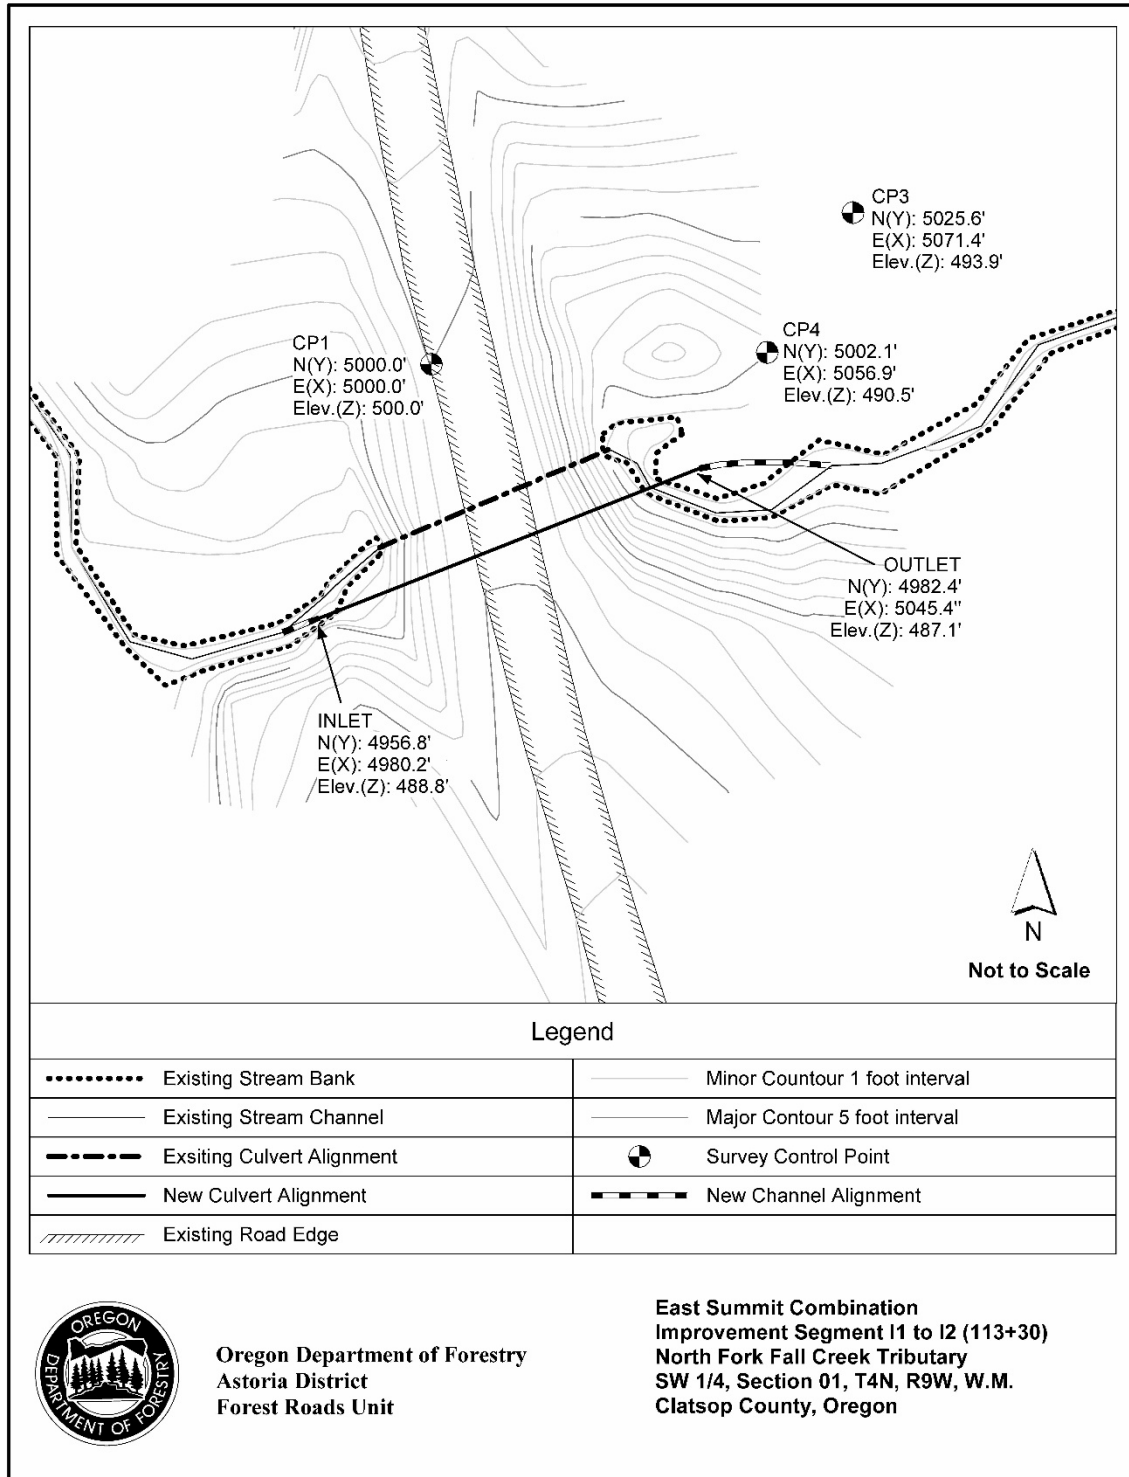 CP3
N(Y): 5025.6'
E(X): 5071.4'
Elev.(Z): 493.9'
CP1
N(Y): 5000.0'
E(X): 5000.0'
Elev.(Z): 500.0'
CP4
N(Y): 5002.1'
E(X): 5056.9'
Elev.(Z): 490.5'
OUTLET
N(Y): 4982.4'
E(X): 5045.4"
Elev.(Z): 487.1'
INLET
N(Y): 4956.8'
E(X): 4980.2'
Elev.(Z): 488.8'
N
Not to Scale
Legend
Existing Stream Bank
Minor Countour 1 foot interval
Existing Stream Channel
Major Contour 5 foot interval
Exsiting Culvert Alignment
Survey Control Point
New Culvert Alignment
New Channel Alignment
Existing Road Edge
OREGON
DEPARTMENT OF FORESTRY
Oregon Department of Forestry
Astoria District
Forest Roads Unit
East Summit Combination
Improvement Segment I1 to I2 (113+30)
North Fork Fall Creek Tributary
SW 1/4, Section 01, T4N, R9W, W.M.
Clatsop County, Oregon